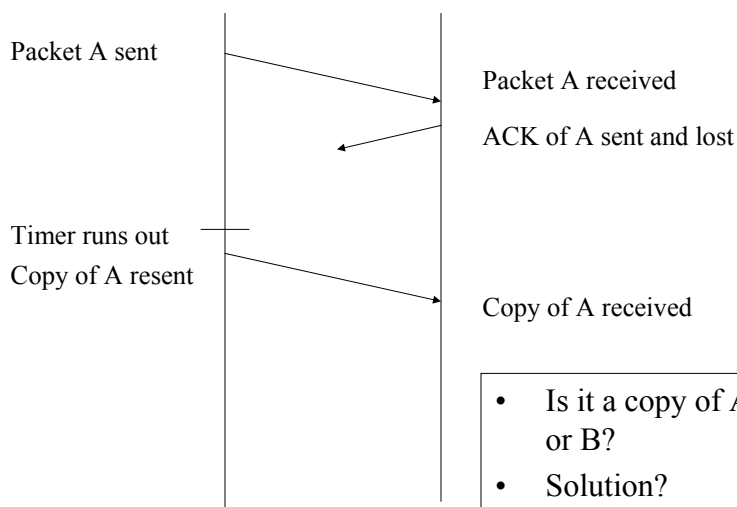 Packet A sent
Packet A received
ACK of A sent and lost
Timer runs out
Copy of A resent
Copy of A received
• Is it a copy of A
or B?
• Solution?